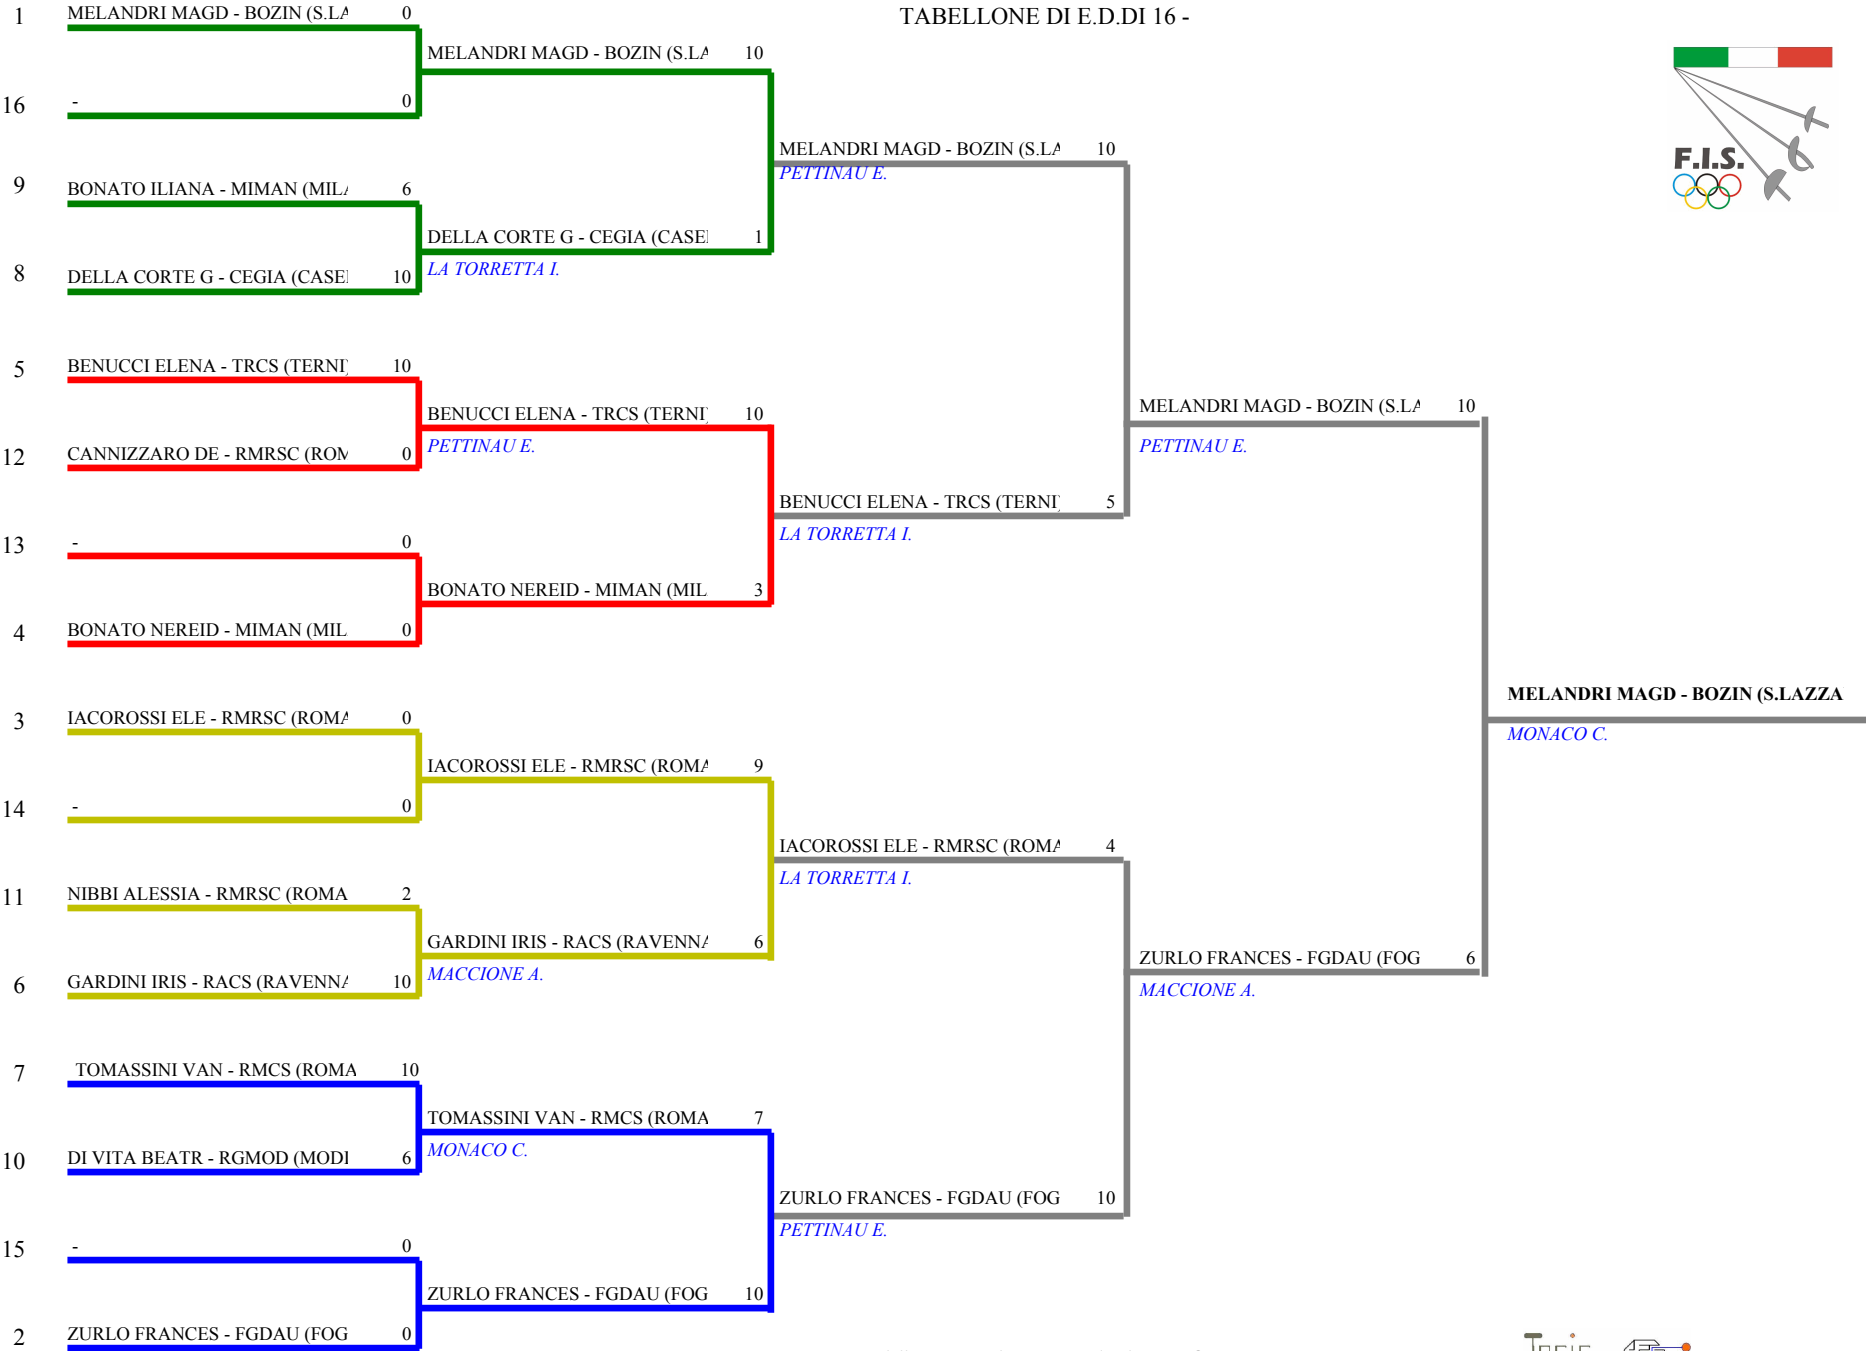 TABELLONE DI E.D.DI 16 -
F.I.S.
1 MELANDRI MAGD - BOZIN (S.LA 0
16 - 0
9 BONATO ILIANA - MIMAN (MILA 6
8 DELLA CORTE G - CEGIA (CASE 10
5 BENUCCI ELENA - TRCS (TERNI) 10
12 CANNIZZARO DE - RMRSC (ROM 0
13 - 0
4 BONATO NEREID - MIMAN (MIL 0
3 IACOROSSI ELE - RMRSC (ROMA 0
14 - 0
11 NIBBI ALESSIA - RMRSC (ROMA 2
6 GARDINI IRIS - RACS (RAVENNA 10
7 TOMASSINI VAN - RMCS (ROMA 10
10 DI VITA BEATR - RGMOD (MODI 6
15 - 0
2 ZURLO FRANCES - FGDAU (FOG 0
MELANDRI MAGD - BOZIN (S.LA 10
DELLA CORTE G - CEGIA (CASE 1
LA TORRETTA I.
BENUCCI ELENA - TRCS (TERNI) 10
PETTINAU E.
BONATO NEREID - MIMAN (MIL 3
IACOROSSI ELE - RMRSC (ROMA 9
GARDINI IRIS - RACS (RAVENNA 6
MACCIONE A.
TOMASSINI VAN - RMCS (ROMA 7
MONACO C.
ZURLO FRANCES - FGDAU (FOG 10
MELANDRI MAGD - BOZIN (S.LA 10
PETTINAU E.
BENUCCI ELENA - TRCS (TERNI) 5
LA TORRETTA I.
IACOROSSI ELE - RMRSC (ROMA 4
LA TORRETTA I.
ZURLO FRANCES - FGDAU (FOG 10
PETTINAU E.
MELANDRI MAGD - BOZIN (S.LA 10
PETTINAU E.
ZURLO FRANCES - FGDAU (FOG 6
MACCIONE A.
MELANDRI MAGD - BOZIN (S.LAZZA
MONACO C.